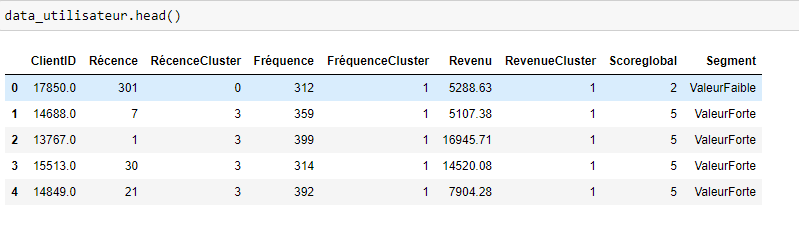 data_utilisateur.head()
ClientID Récence RécenceCluster Fréquence FréquenceCluster Revenu RevenueCluster Scoreglobal Segment
0 17850.0 301 0 312 1 5288.63 1 2 ValeurFaible
1 14688.0 7 3 359 1 5107.38 1 5 ValeurForte
2 13767.0 1 3 399 1 16945.71 1 5 ValeurForte
3 15513.0 30 3 314 1 14520.08 1 5 ValeurForte
4 14849.0 21 3 392 1 7904.28 1 5 ValeurForte